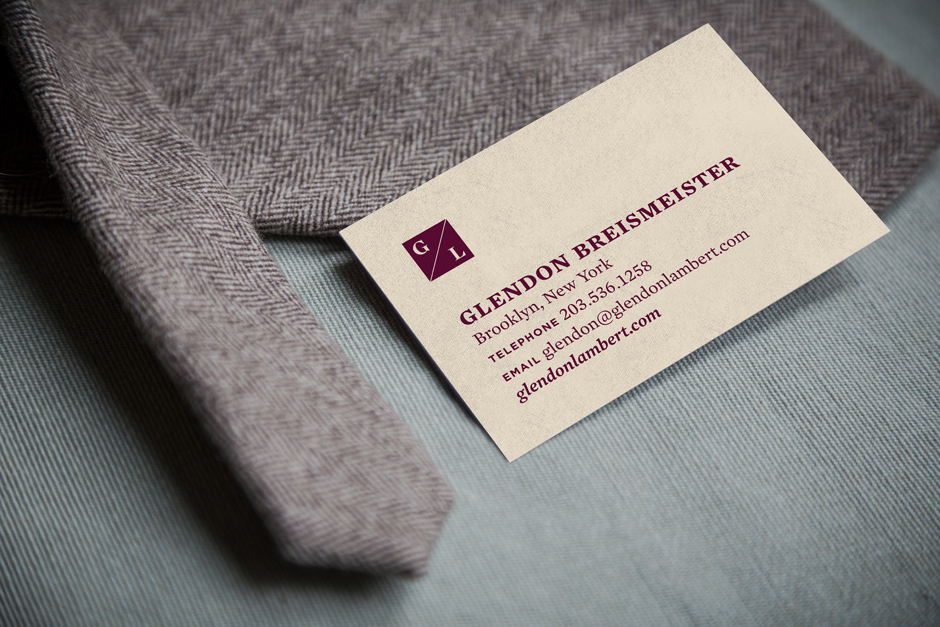 G
L
GLENDON BREISMEISTER
Brooklyn, New York
TELEPHONE 203.536.1258
EMAIL glendon@glendonlambert.com
glendonlambert.com